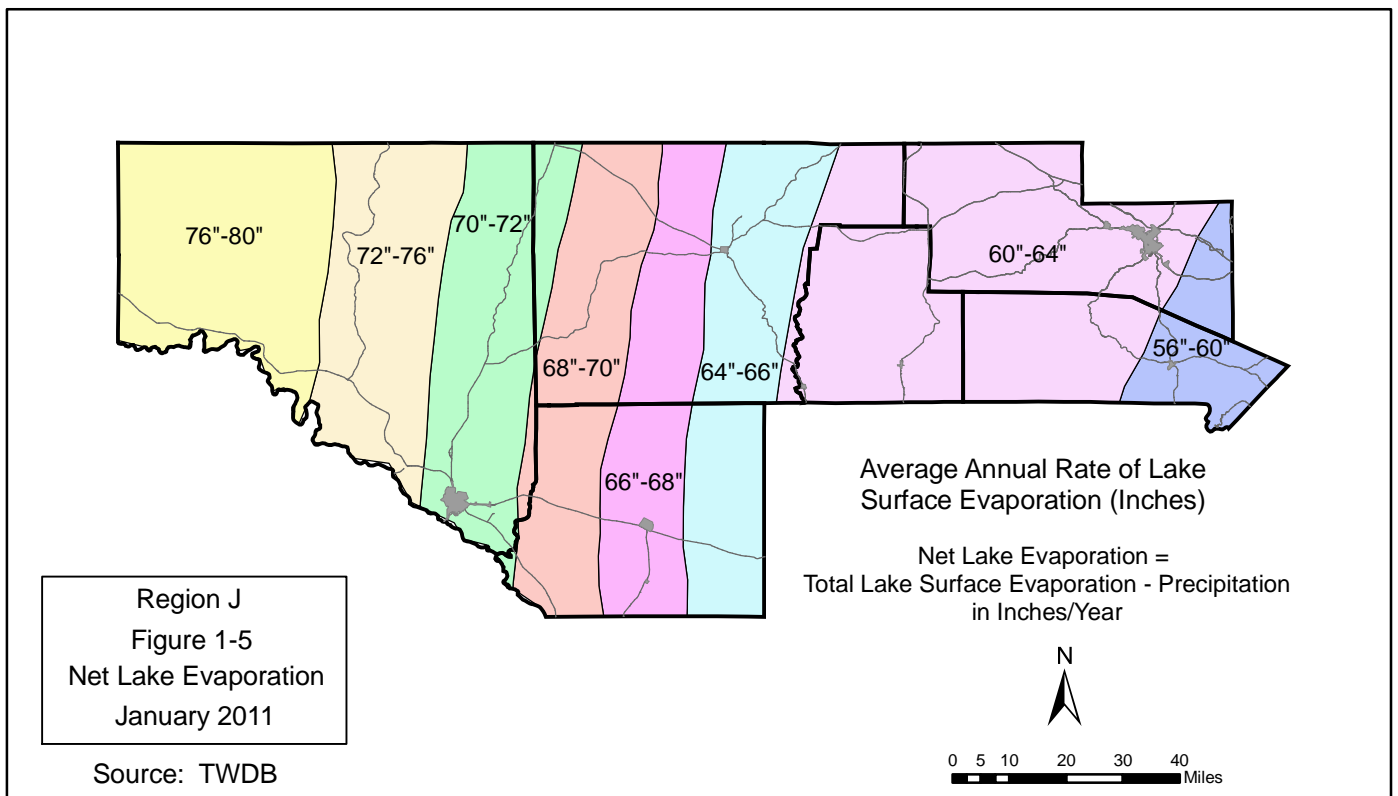 76"-80"
72"-76"
70"-72"
68"-70"
66"-68"
64"-66"
60"-64"
56"-60"
Average Annual Rate of Lake
Surface Evaporation (Inches)
Net Lake Evaporation =
Total Lake Surface Evaporation - Precipitation
in Inches/Year
N
0 5 10 20 30 40
Miles
Region J
Figure 1-5
Net Lake Evaporation
January 2011
Source: TWDB